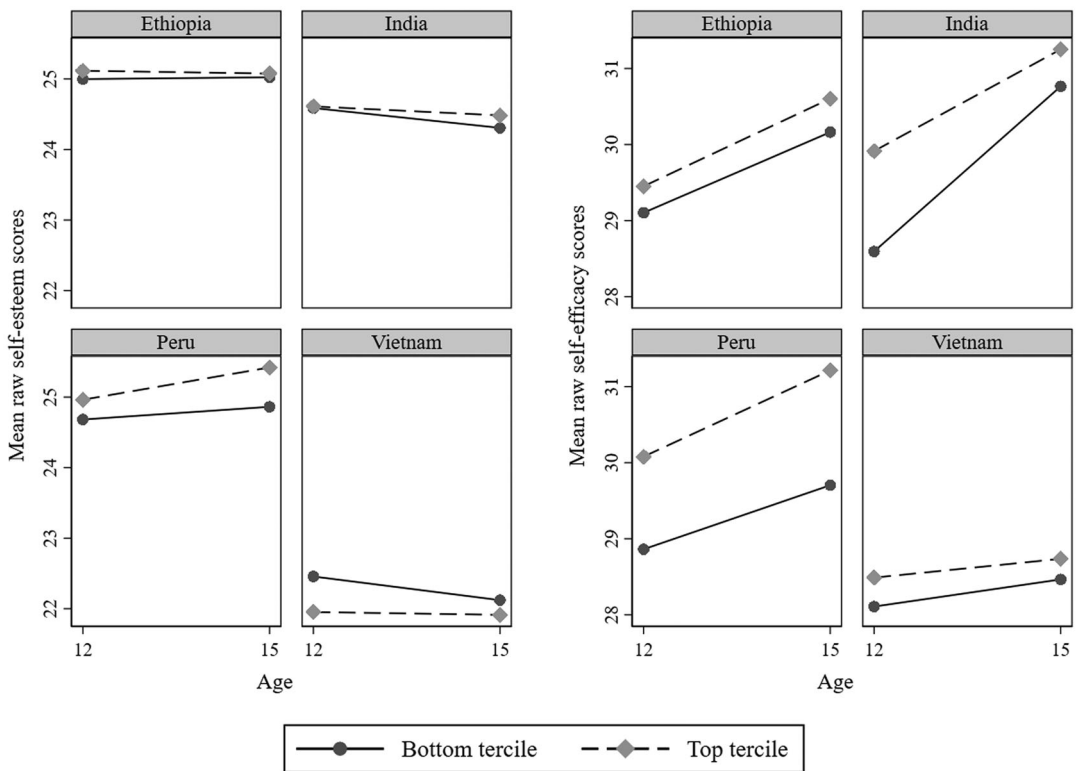 Ethiopia
India
25
24
23
22
Peru
Vietnam
25
24
23
22
12
15
12
15
Age
Mean raw self-esteem scores
Ethiopia
India
31
30
29
28
Peru
Vietnam
31
30
29
28
12
15
12
15
Age
Mean raw self-efficacy scores
Bottom tercile
Top tercile